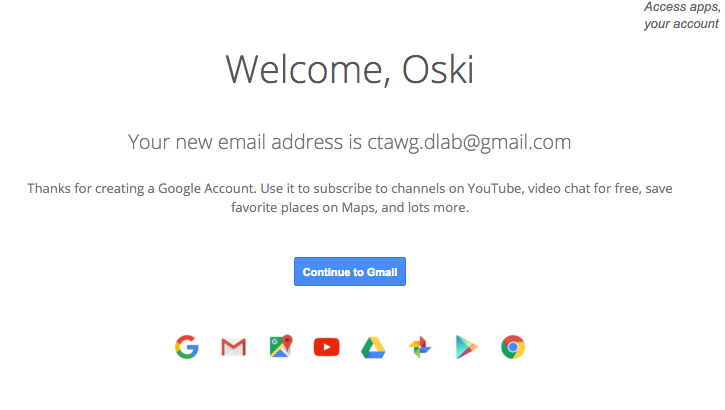 Access apps,
your account
Welcome, Oski
Your new email address is ctawg.dlab@gmail.com
Thanks for creating a Google Account. Use it to subscribe to channels on YouTube, video chat for free, save
favorite places on Maps, and lots more.
Continue to Gmail